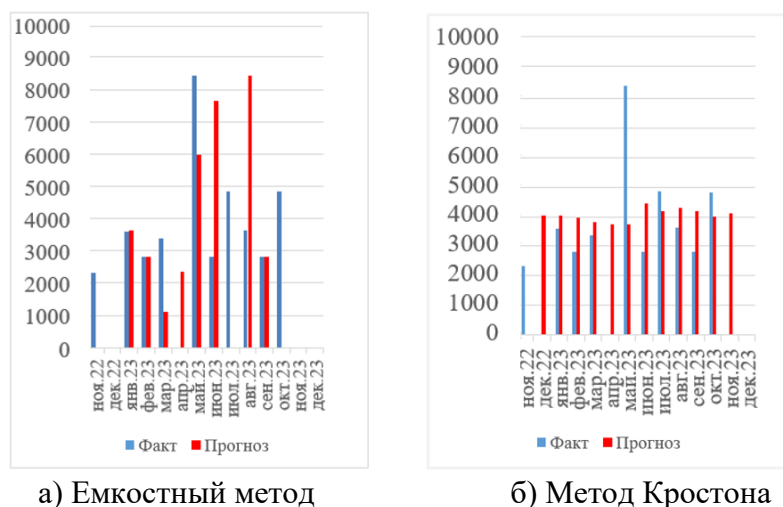 10000
9000
8000
7000
6000
5000
4000
3000
2000
1000
0
ноя.22
дек.22
янв.23
фев.23
мар.23
апр.23
май.23
июн.23
июл.23
авг.23
сен.23
окт.23
ноя.23
дек.23
Факт Прогноз
а) Емкостный метод
10000
9000
8000
7000
6000
5000
4000
3000
2000
1000
0
ноя.22
дек.22
янв.23
фев.23
мар.23
апр.23
май.23
июн.23
июл.23
авг.23
сен.23
окт.23
ноя.23
дек.23
Факт Прогноз
б) Метод Кростона